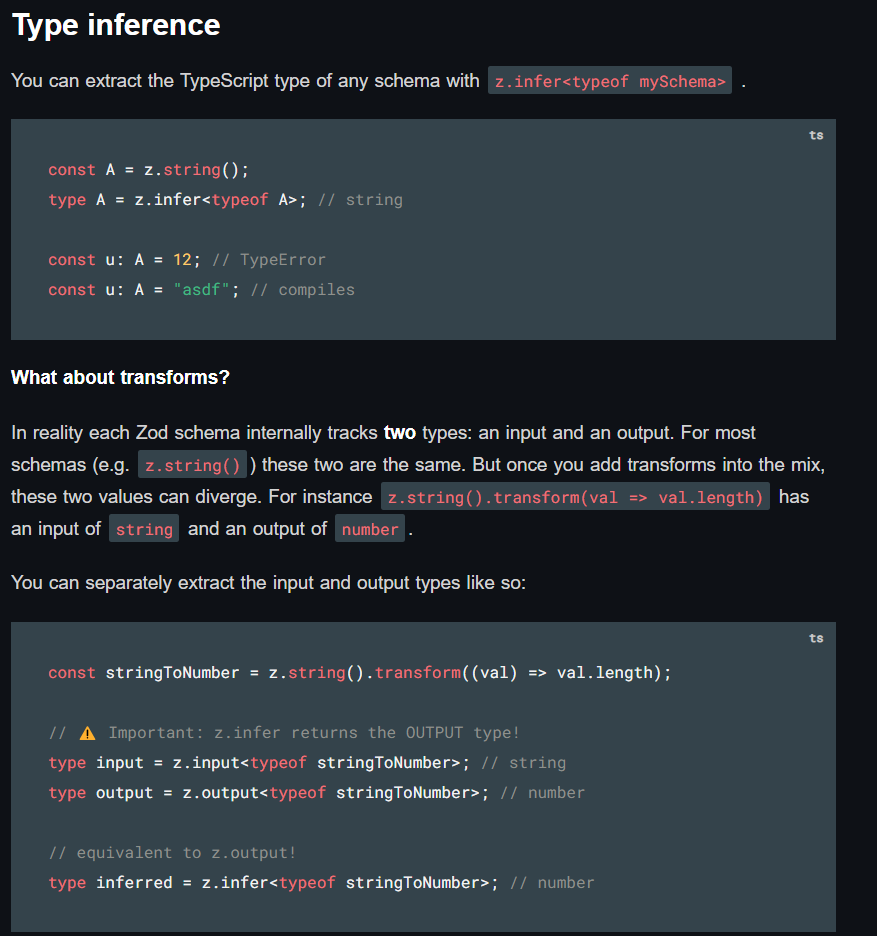 Type inference
You can extract the TypeScript type of any schema with z.infer<typeof mySchema> .
ts
const A = z.string();
type A = z.infer<typeof A>; // string
const u: A = 12; // TypeError
const u: A = "asdf"; // compiles
What about transforms?
In reality each Zod schema internally tracks two types: an input and an output. For most
schemas (e.g. z.string() ) these two are the same. But once you add transforms into the mix,
these two values can diverge. For instance z.string().transform(val => val.length) has
an input of string and an output of number .
You can separately extract the input and output types like so:
ts
const stringToNumber = z.string().transform((val) => val.length);
// ⚠️ Important: z.infer returns the OUTPUT type!
type input = z.input<typeof stringToNumber>; // string
type output = z.output<typeof stringToNumber>; // number
// equivalent to z.output!
type inferred = z.infer<typeof stringToNumber>; // number